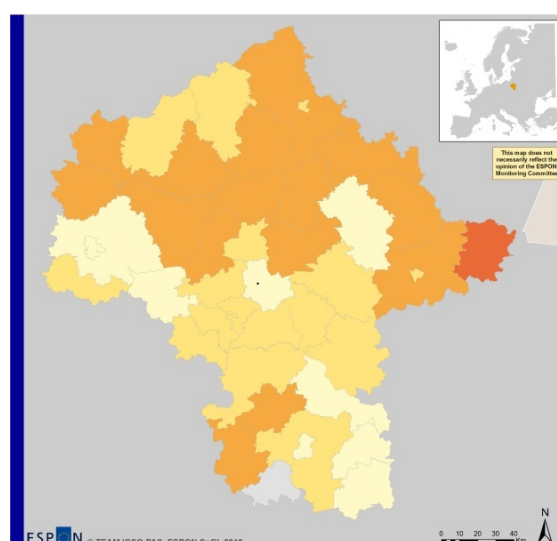 This map does not
necessarily reflect the
opinion of the ESPON
Monitoring Committee
ESPON
0 10 20 30 40
Km
N